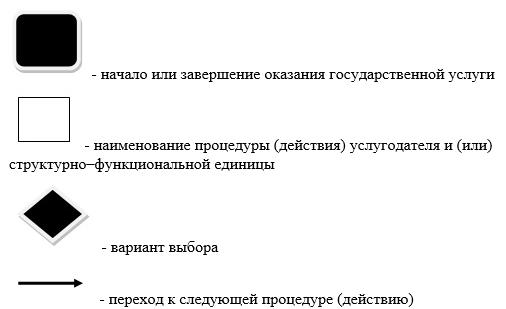 - начало или завершение оказания государственной услуги
- наименование процедуры (действия) услугодателя и (или)
структурно–функциональной единицы
- вариант выбора
- переход к следующей процедуре (действию)